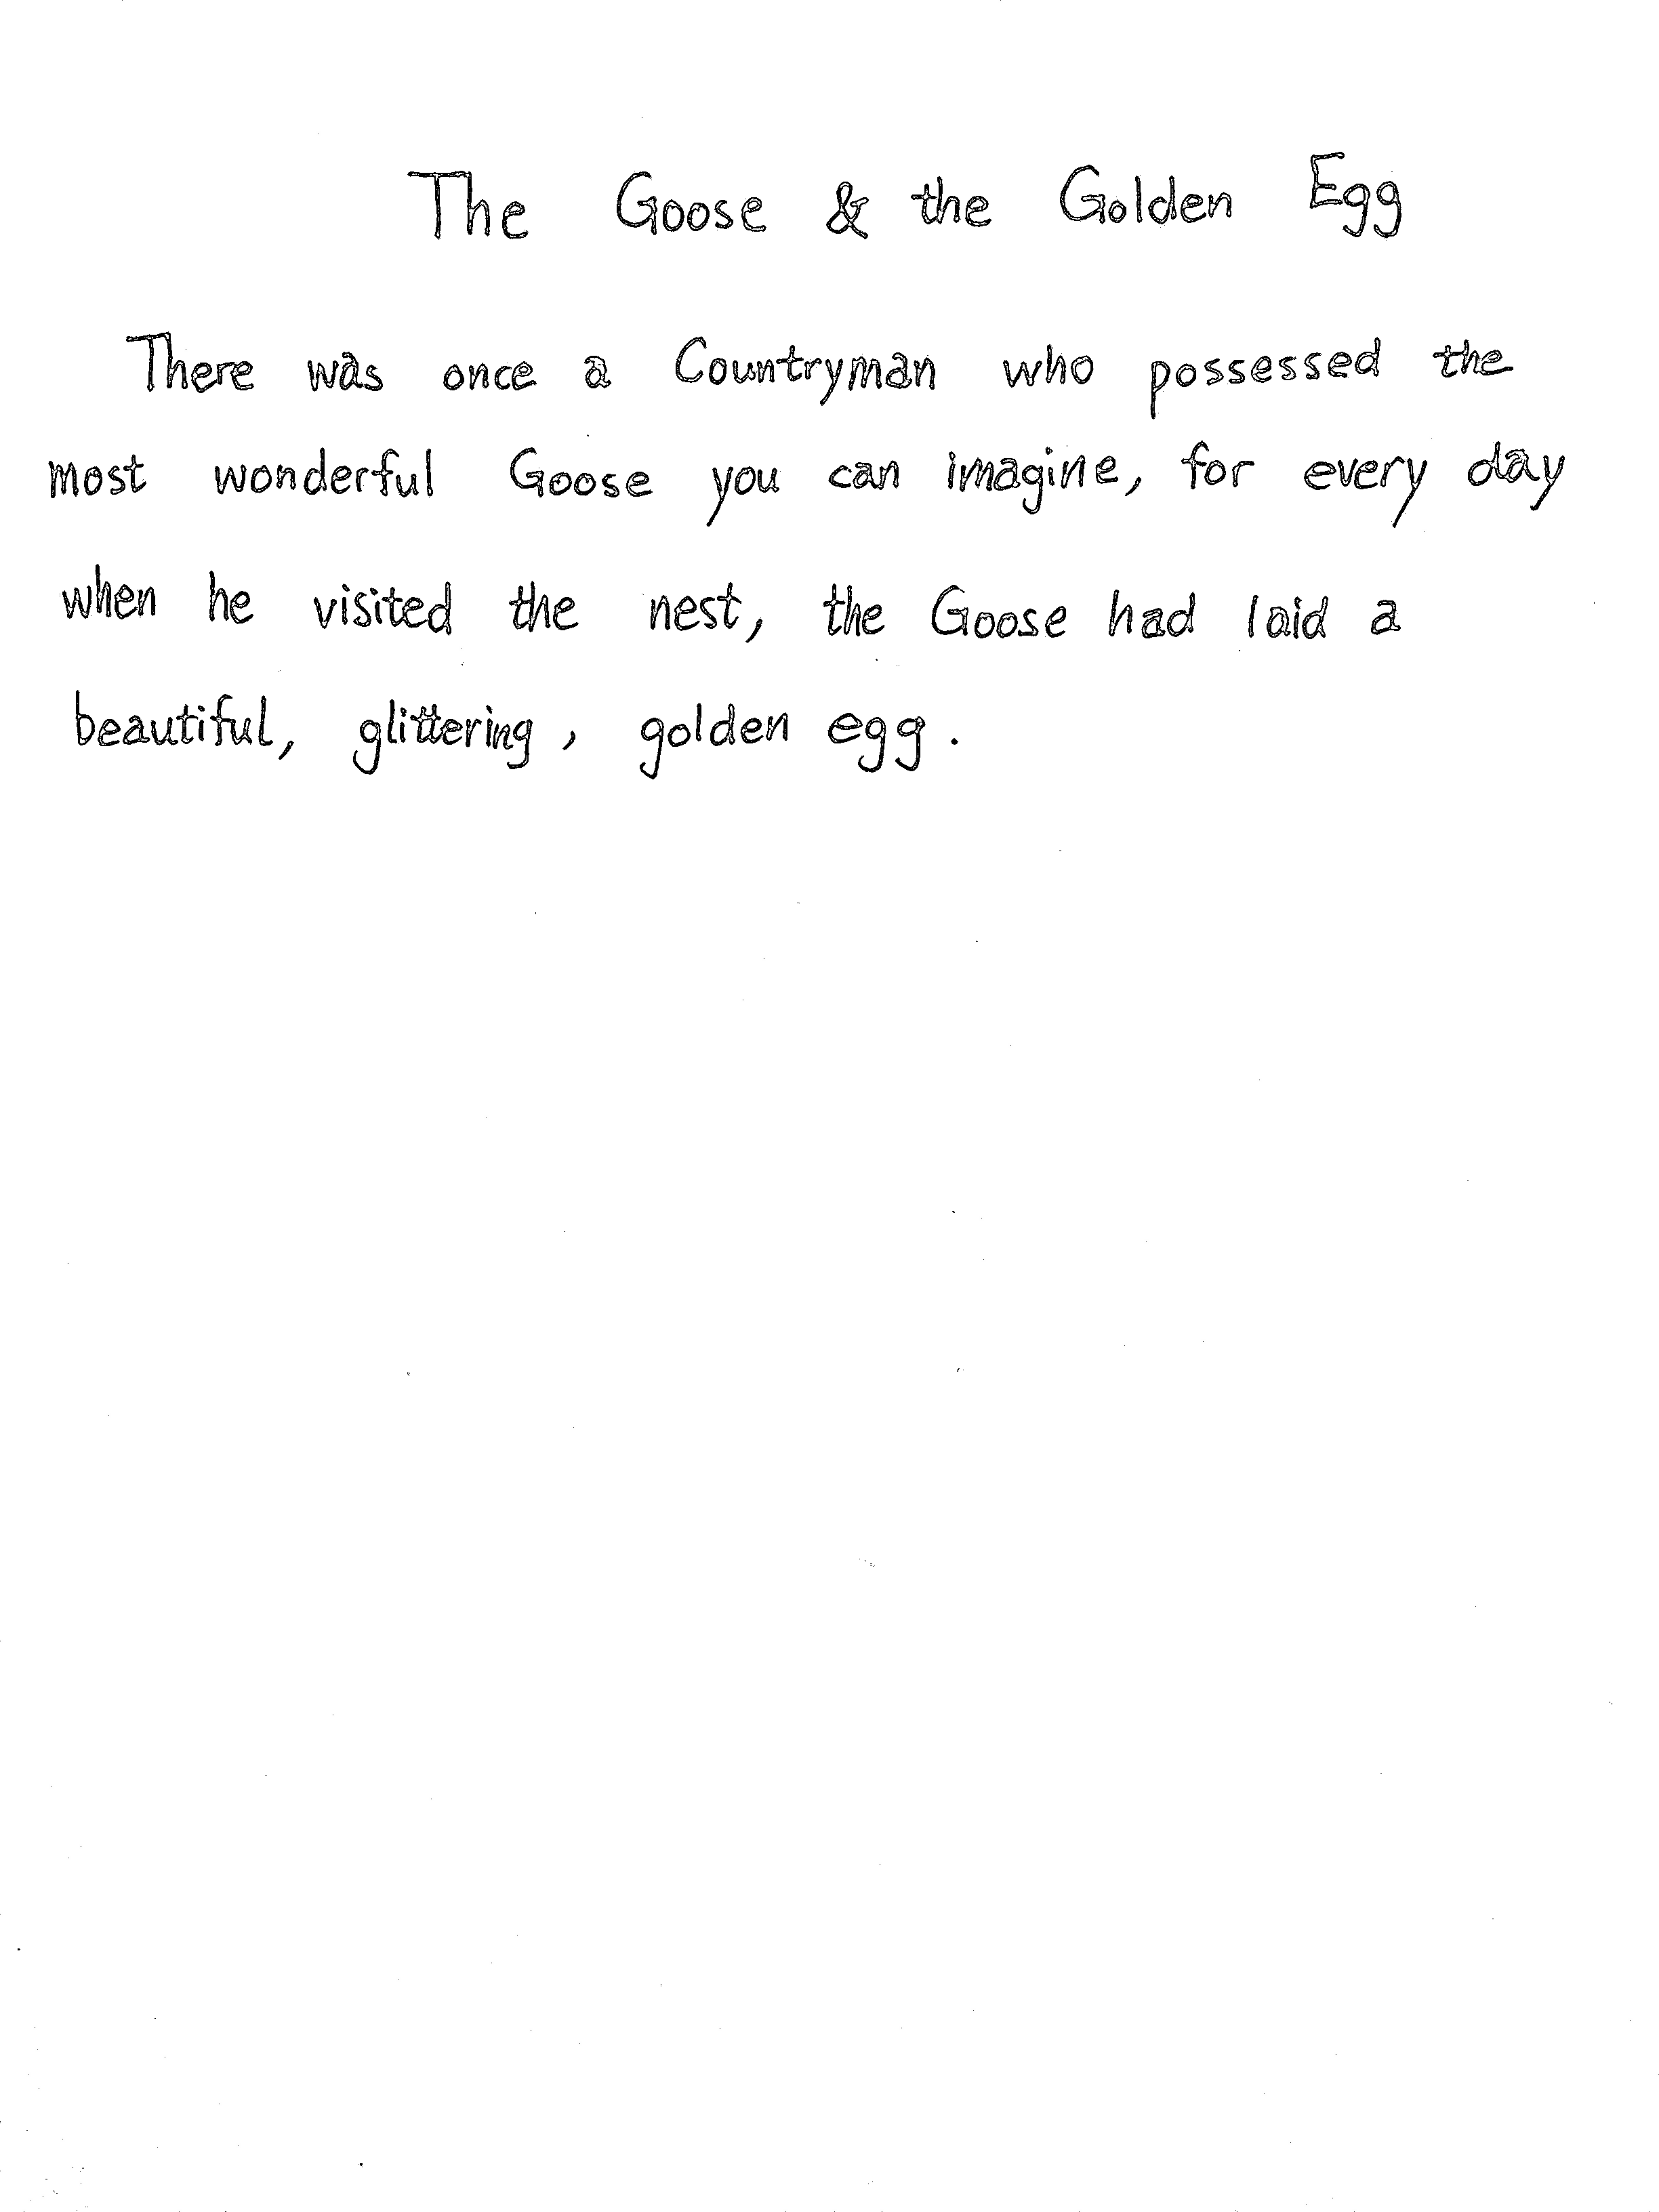 The Goose & the Golden Egg
There was once a Countryman who possessed the
most wonderful Goose you can imagine, for every day
when he visited the nest, the Goose had laid a
beautiful, glittering, golden egg.